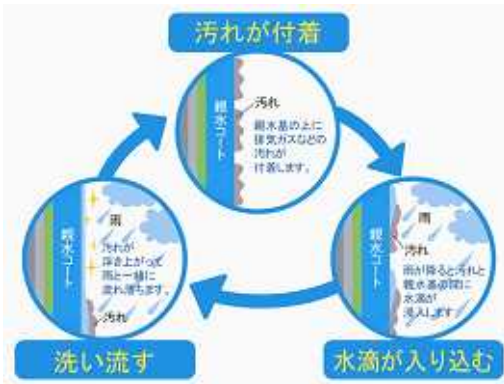 汚れが付着
親水コート
汚れ
親水基の上に
排気ガスなどの
汚れが
付着します。
親水コート
雨
汚れ
雨が降ると汚れと
親水基の間に
水滴が
浸入します
水滴が入り込む
親水コート
雨
汚れが
浮き上がって
雨と一緒に
流れ落ちます。
汚れ
洗い流す